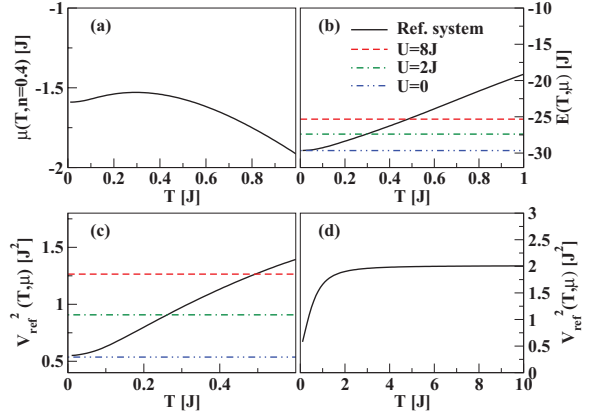 (a)
-1
-1.5
-2
μ(T,n=0.4) [J]
0 0.2 0.4 0.6 0.8
T [J]
(b)
Ref. system
U=8J
U=2J
U=0
-10
-15
-20
-25
-30
E(T,μ) [J]
0 0.2 0.4 0.6 0.8 1
T [J]
(c)
1.5
1
0.5
V_ref^2 (T,μ) [J^2]
0 0.2 0.4
T [J]
(d)
3
2.5
2
1.5
1
0.5
0
V_ref^2 (T,μ) [J^2]
0 2 4 6 8 10
T [J]